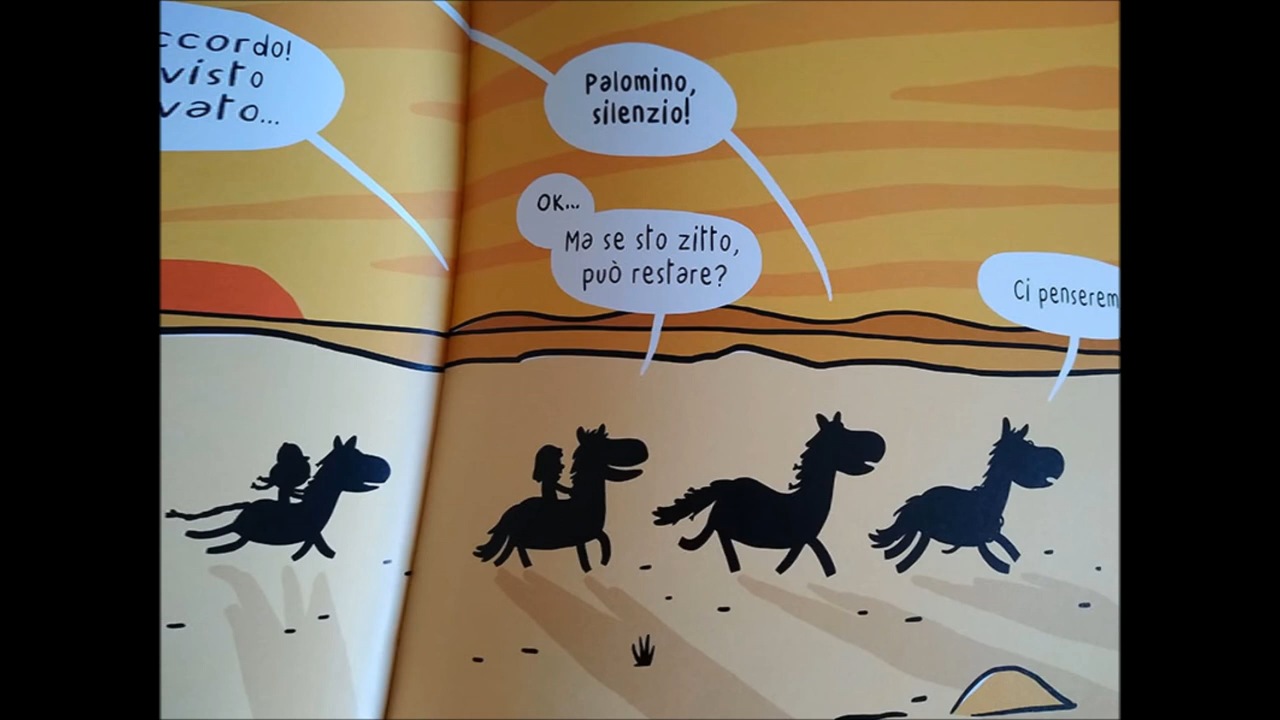 ccordo!
visto
vato...
Palomino,
silenzio!
OK...
Ma se sto zitto,
può restare?
Ci penserem